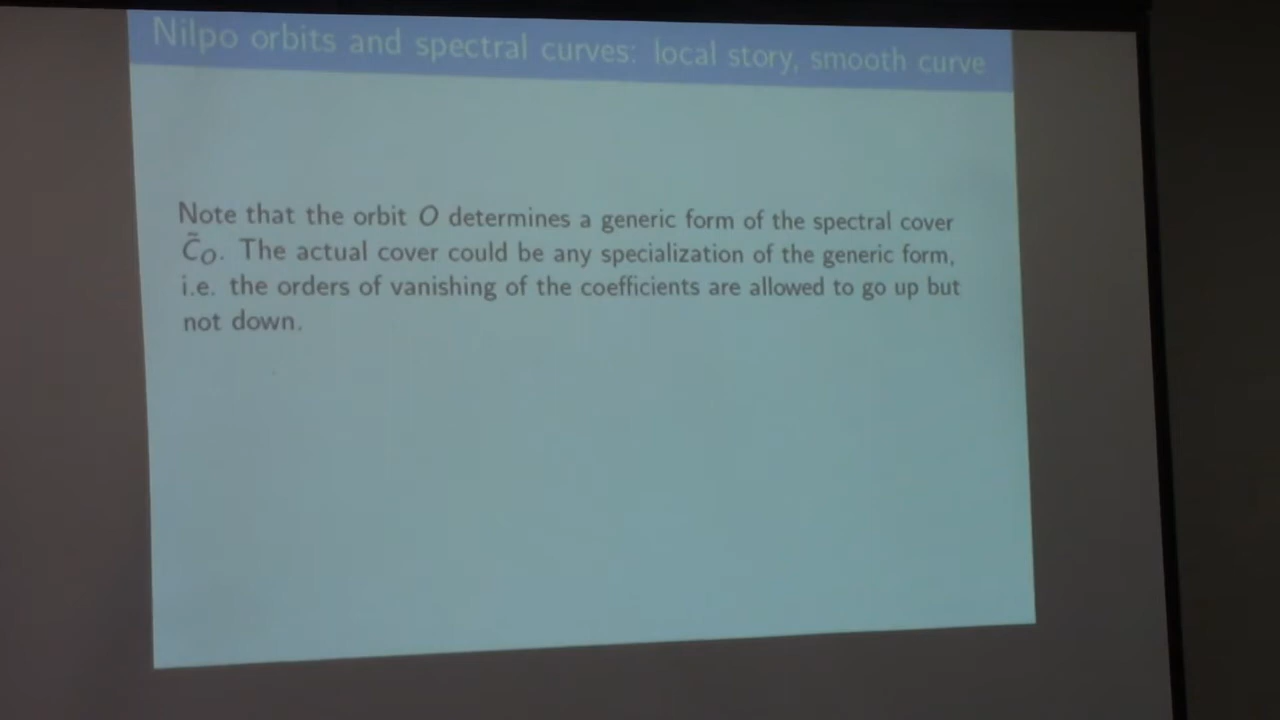 Nilpo orbits and spectral curves: local story, smooth curve
Note that the orbit O determines a generic form of the spectral cover
C̃_O. The actual cover could be any specialization of the generic form,
i.e. the orders of vanishing of the coefficients are allowed to go up but
not down.